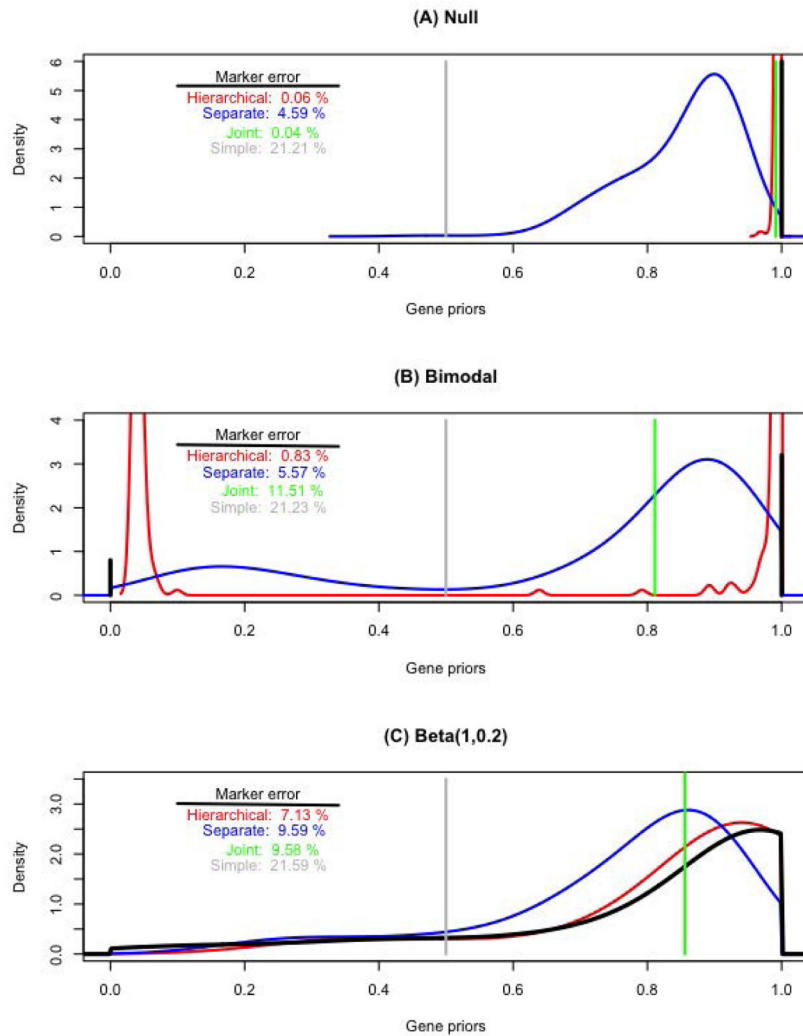 (A) Null
6
5
4
3
2
1
0
Density
Marker error
Hierarchical: 0.06 %
Separate: 4.59 %
Joint: 0.04 %
Simple: 21.21 %
0.0 0.2 0.4 0.6 0.8 1.0
Gene priors
(B) Bimodal
4
3
2
1
0
Density
Marker error
Hierarchical: 0.83 %
Separate: 5.57 %
Joint: 11.51 %
Simple: 21.23 %
0.0 0.2 0.4 0.6 0.8 1.0
Gene priors
(C) Beta(1,0.2)
3.0
2.0
1.0
0.0
Density
Marker error
Hierarchical: 7.13 %
Separate: 9.59 %
Joint: 9.58 %
Simple: 21.59 %
0.0 0.2 0.4 0.6 0.8 1.0
Gene priors